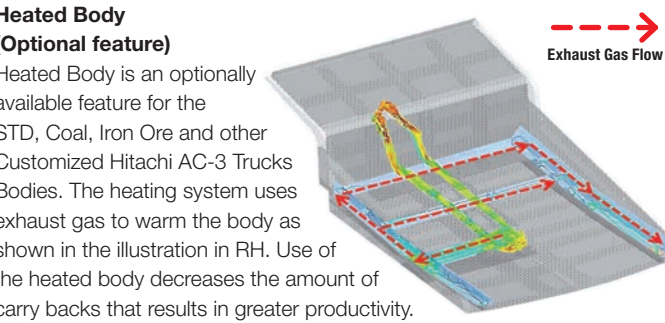 Heated Body
(Optional feature)
Heated Body is an optionally
available feature for the
STD, Coal, Iron Ore and other
Customized Hitachi AC-3 Trucks
Bodies. The heating system uses
exhaust gas to warm the body as
shown in the illustration in RH. Use of
the heated body decreases the amount of
carry backs that results in greater productivity.
Exhaust Gas Flow